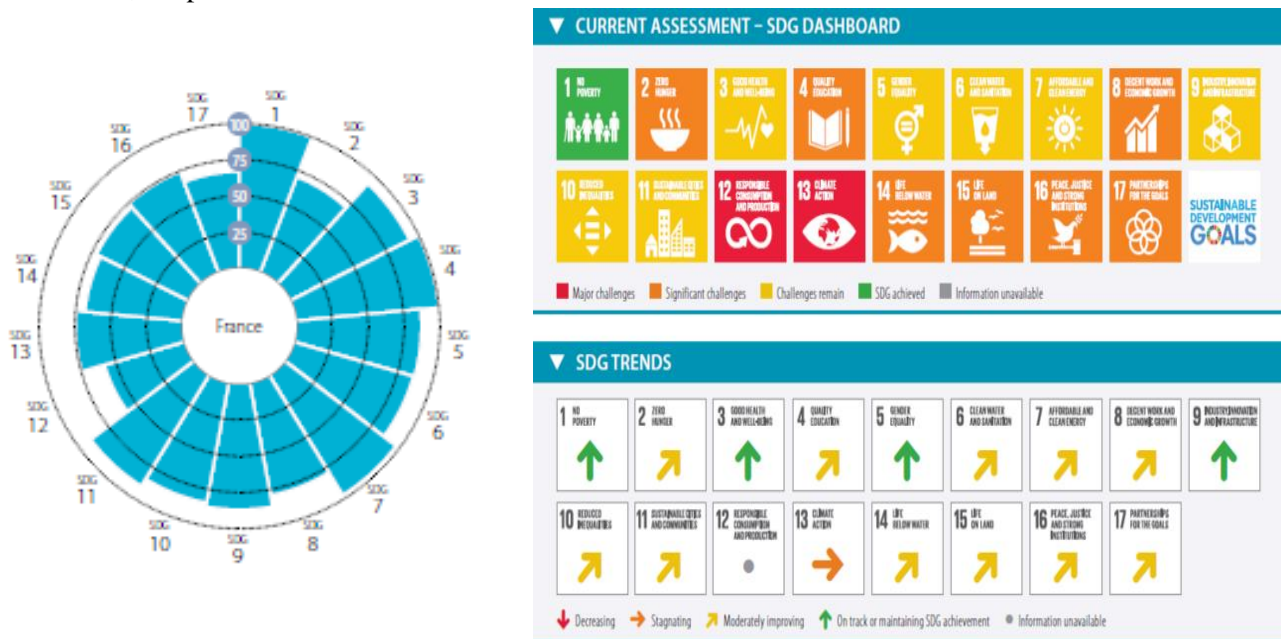 SDG 17
SDG 1
SDG 2
SDG 3
SDG 4
SDG 5
SDG 6
SDG 7
SDG 8
SDG 9
SDG 10
SDG 11
SDG 12
SDG 13
SDG 14
SDG 15
SDG 16
100
75
50
25
France
▼ CURRENT ASSESSMENT – SDG DASHBOARD
1 NO POVERTY
2 ZERO HUNGER
3 GOOD HEALTH AND WELL-BEING
4 QUALITY EDUCATION
5 GENDER EQUALITY
6 CLEAN WATER AND SANITATION
7 AFFORDABLE AND CLEAN ENERGY
8 DECENT WORK AND ECONOMIC GROWTH
9 INDUSTRY, INNOVATION AND INFRASTRUCTURE
10 REDUCED INEQUALITIES
11 SUSTAINABLE CITIES AND COMMUNITIES
12 RESPONSIBLE CONSUMPTION AND PRODUCTION
13 CLIMATE ACTION
14 LIFE BELOW WATER
15 LIFE ON LAND
16 PEACE, JUSTICE AND STRONG INSTITUTIONS
17 PARTNERSHIPS FOR THE GOALS
SUSTAINABLE
DEVELOPMENT
GOALS
Major challenges Significant challenges Challenges remain SDG achieved Information unavailable
▼ SDG TRENDS
1 NO POVERTY
2 ZERO HUNGER
3 GOOD HEALTH AND WELL-BEING
4 QUALITY EDUCATION
5 GENDER EQUALITY
6 CLEAN WATER AND SANITATION
7 AFFORDABLE AND CLEAN ENERGY
8 DECENT WORK AND ECONOMIC GROWTH
9 INDUSTRY, INNOVATION AND INFRASTRUCTURE
10 REDUCED INEQUALITIES
11 SUSTAINABLE CITIES AND COMMUNITIES
12 RESPONSIBLE CONSUMPTION AND PRODUCTION
13 CLIMATE ACTION
14 LIFE BELOW WATER
15 LIFE ON LAND
16 PEACE, JUSTICE AND STRONG INSTITUTIONS
17 PARTNERSHIPS FOR THE GOALS
Decreasing Stagnating Moderately improving On track or maintaining SDG achievement Information unavailable